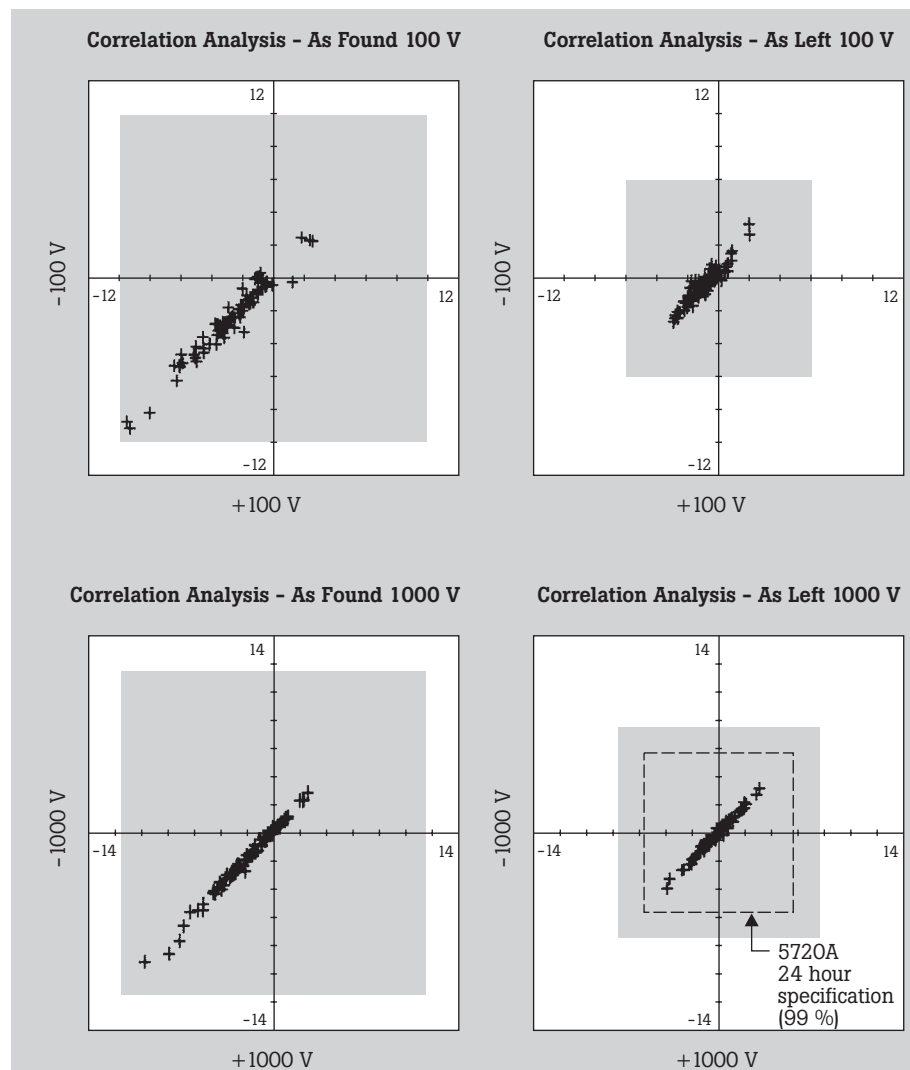 Correlation Analysis – As Found 100 V
12
-100 V
-12
12
-12
+100 V
Correlation Analysis – As Left 100 V
12
-100 V
-12
12
-12
+100 V
Correlation Analysis – As Found 1000 V
14
-1000 V
-14
14
-14
+1000 V
Correlation Analysis – As Left 1000 V
14
-1000 V
-14
14
5720A
24 hour
specification
(99 %)
-14
+1000 V